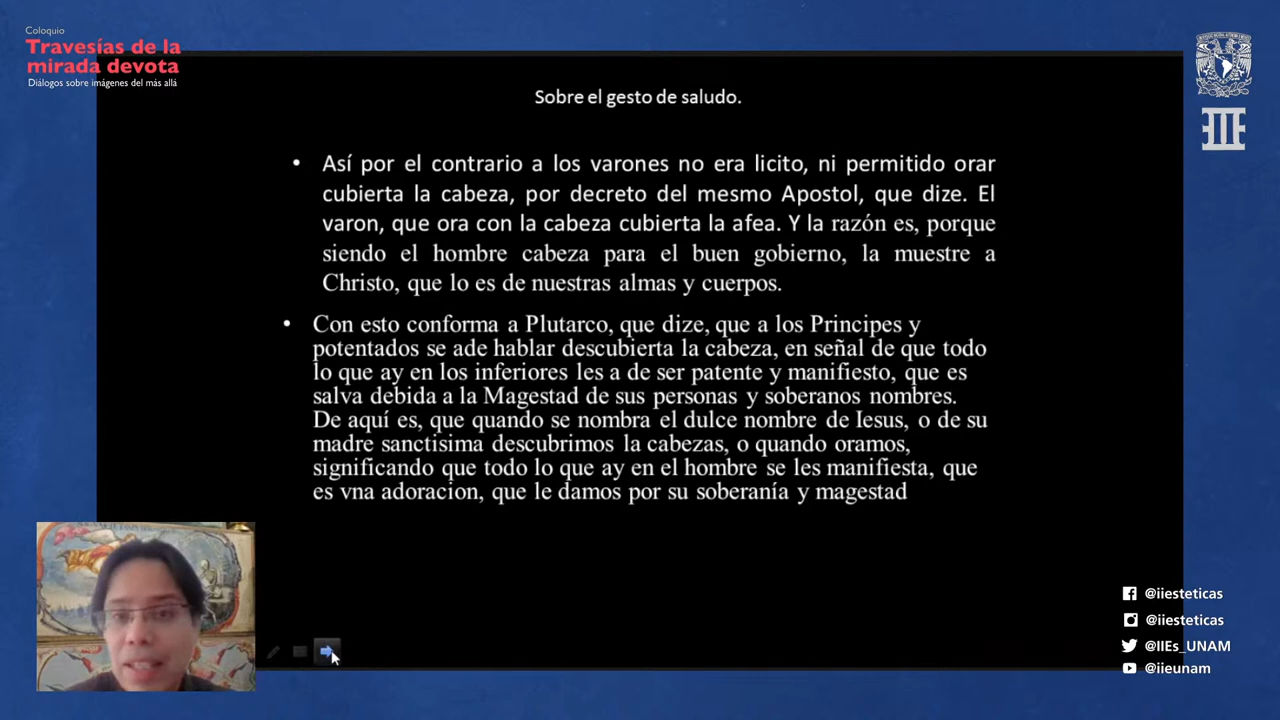 Coloquio
Travesías de la
mirada devota
Diálogos sobre imágenes del más allá
Sobre el gesto de saludo.
• Así por el contrario a los varones no era licito, ni permitido orar
cubierta la cabeza, por decreto del mesmo Apostol, que dize. El
varon, que ora con la cabeza cubierta la afea. Y la razón es, porque
siendo el hombre cabeza para el buen gobierno, la muestre a
Christo, que lo es de nuestras almas y cuerpos.
• Con esto conforma a Plutarco, que dize, que a los Principes y
potentados se ade hablar descubierta la cabeza, en señal de que todo
lo que ay en los inferiores les a de ser patente y manifiesto, que es
salva debida a la Magestad de sus personas y soberanos nombres.
De aquí es, que quando se nombra el dulce nombre de Iesus, o de su
madre sanctisima descubrimos la cabezas, o quando oramos,
significando que todo lo que ay en el hombre se les manifiesta, que
es vna adoracion, que le damos por su soberanía y magestad
@iiesteticas
@iiesteticas
@IIEs_UNAM
@iieunam